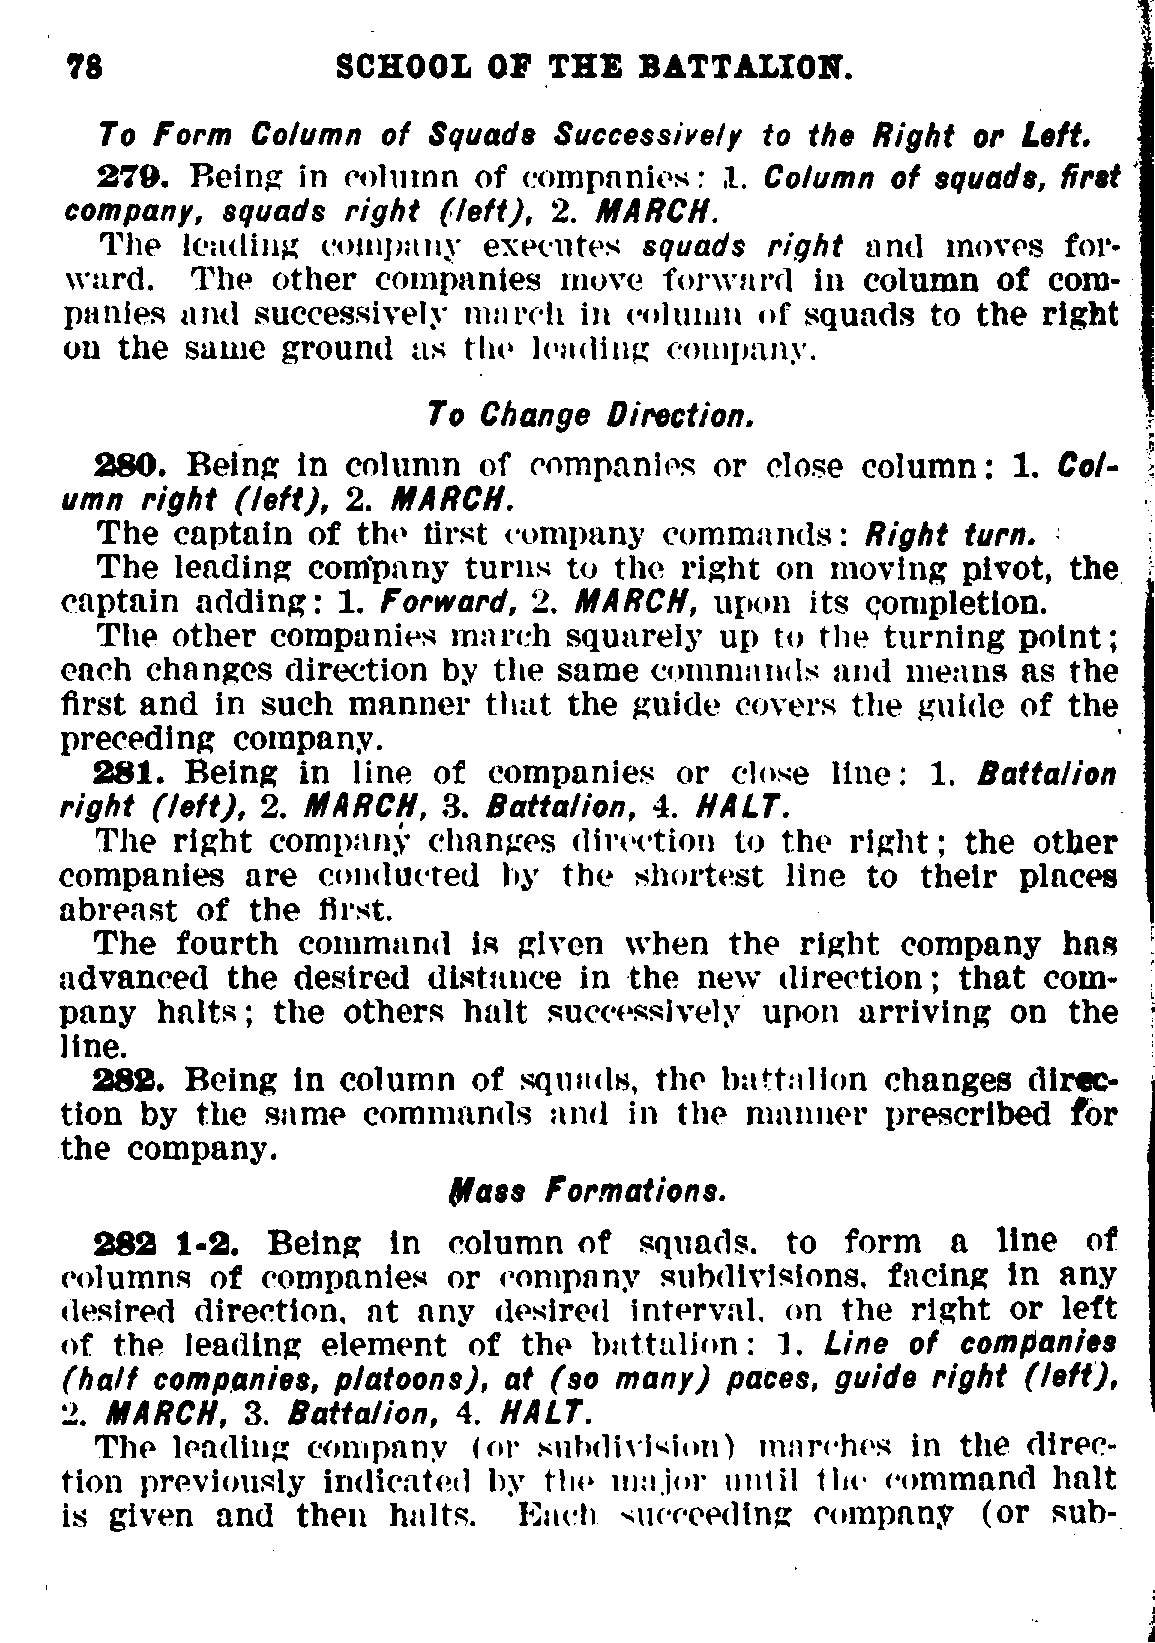 78 SCHOOL OF THE BATTALION.
To Form Column of Squads Successively to the Right or Left.
279. Being in column of companies: 1. Column of squads, first
company, squads right (left), 2. MARCH.
The leading company executes squads right and moves for-
ward. The other companies move forward in column of com-
panies and successively march in column of squads to the right
on the same ground as the leading company.
To Change Direction.
280. Being in column of companies or close column: 1. Col-
umn right (left), 2. MARCH.
The captain of the first company commands: Right turn.
The leading company turns to the right on moving pivot, the
captain adding: 1. Forward, 2. MARCH, upon its completion.
The other companies march squarely up to the turning point;
each changes direction by the same commands and means as the
first and in such manner that the guide covers the guide of the
preceding company.
281. Being in line of companies or close line: 1. Battalion
right (left), 2. MARCH, 3. Battalion, 4. HALT.
The right company changes direction to the right; the other
companies are conducted by the shortest line to their places
abreast of the first.
The fourth command is given when the right company has
advanced the desired distance in the new direction; that com-
pany halts; the others halt successively upon arriving on the
line.
282. Being in column of squads, the battalion changes direc-
tion by the same commands and in the manner prescribed for
the company.
Mass Formations.
282 1-2. Being in column of squads, to form a line of
columns of companies or company subdivisions, facing in any
desired direction, at any desired interval, on the right or left
of the leading element of the battalion: 1. Line of companies
(half companies, platoons), at (so many) paces, guide right (left),
2. MARCH, 3. Battalion, 4. HALT.
The leading company (or subdivision) marches in the direc-
tion previously indicated by the major until the command halt
is given and then halts. Each succeeding company (or sub-